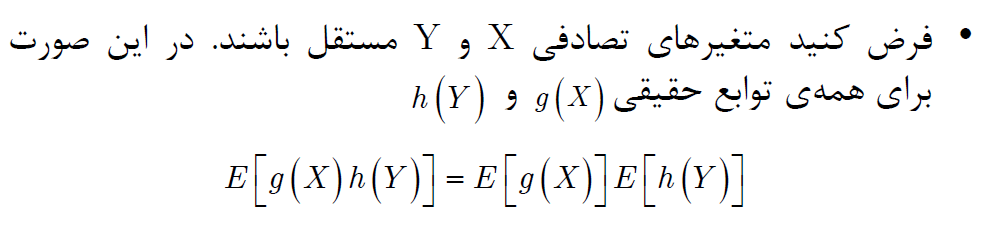 • فرض کنید متغیرهای تصادفی X و Y مستقل باشند. در این صورت
برای همه‌ی توابع حقیقی g(X) و h(Y)
E[g(X)h(Y)] = E[g(X)]E[h(Y)]